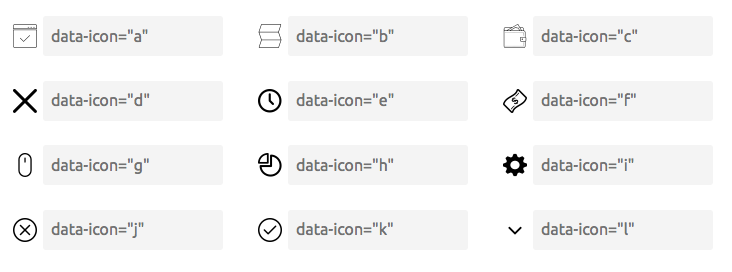 data-icon="a" data-icon="b" data-icon="c"
data-icon="d" data-icon="e" data-icon="f"
data-icon="g" data-icon="h" data-icon="i"
data-icon="j" data-icon="k" data-icon="l"